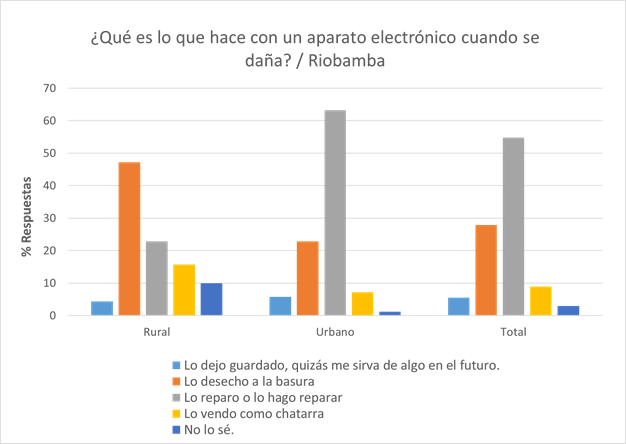 ¿Qué es lo que hace con un aparato electrónico cuando se
daña? / Riobamba
% Respuestas
70
60
50
40
30
20
10
0
Rural
Urbano
Total
Lo dejo guardado, quizás me sirva de algo en el futuro.
Lo desecho a la basura
Lo reparo o lo hago reparar
Lo vendo como chatarra
No lo sé.